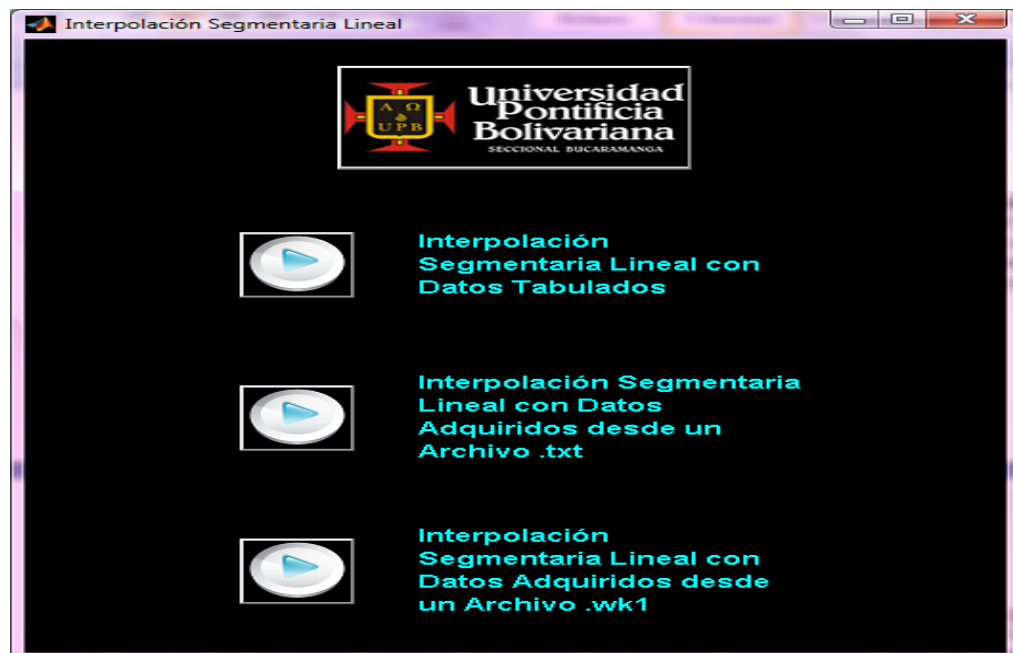 Interpolación Segmentaria Lineal
Universidad
Pontificia
Bolivariana
SECCIONAL BUCARAMANGA
Α Ω
UPB
Interpolación
Segmentaria Lineal con
Datos Tabulados
Interpolación Segmentaria
Lineal con Datos
Adquiridos desde un
Archivo .txt
Interpolación
Segmentaria Lineal con
Datos Adquiridos desde
un Archivo .wk1